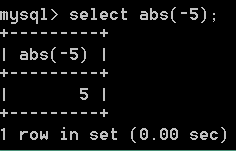 mysql> select abs(-5);
+---------+
| abs(-5) |
+---------+
|       5 |
+---------+
1 row in set (0.00 sec)